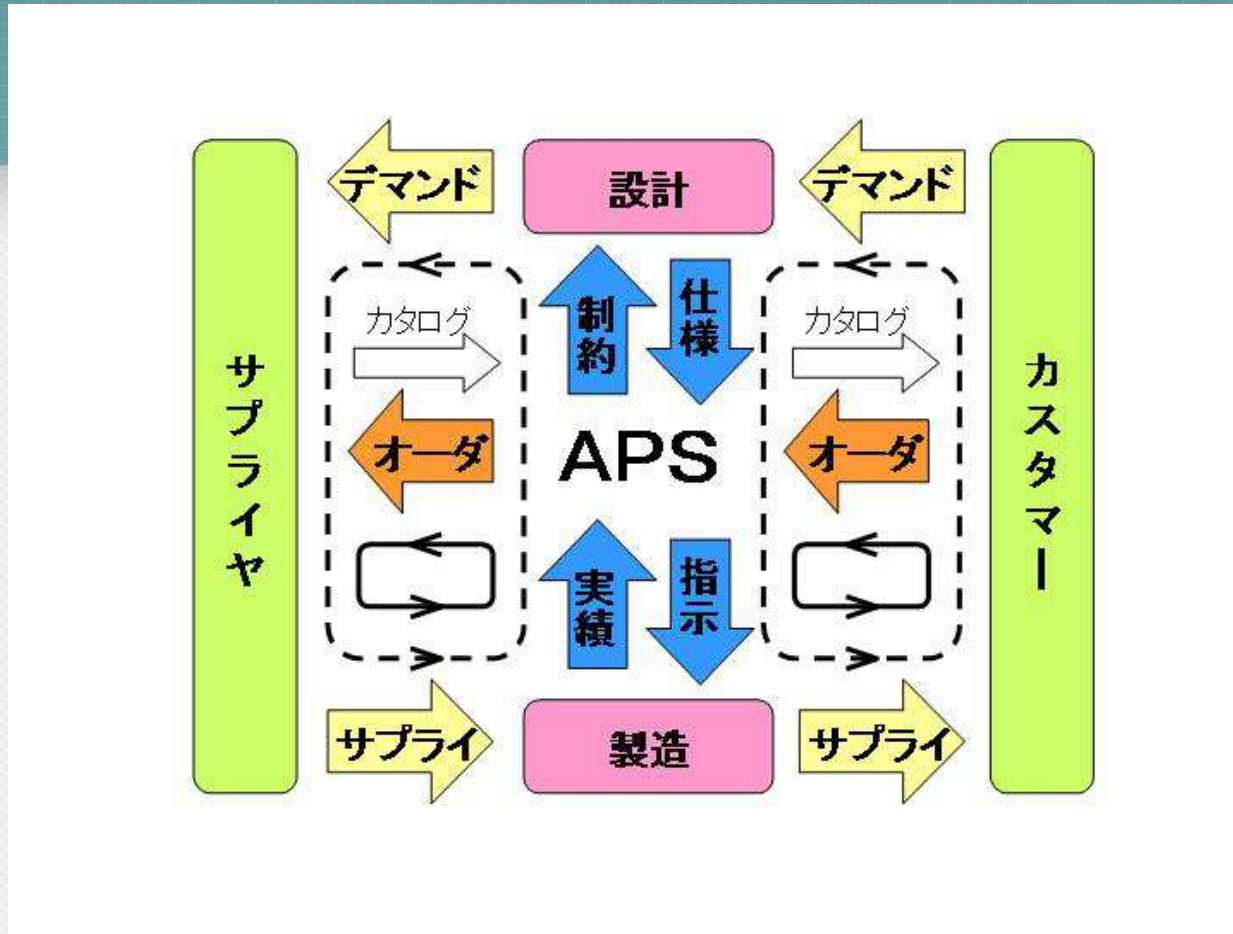 デマンド
設計
デマンド
サプライヤ
カタログ
制約
仕様
カタログ
カスタマー
オーダ
APS
オーダ
実績
指示
サプライ
製造
サプライ